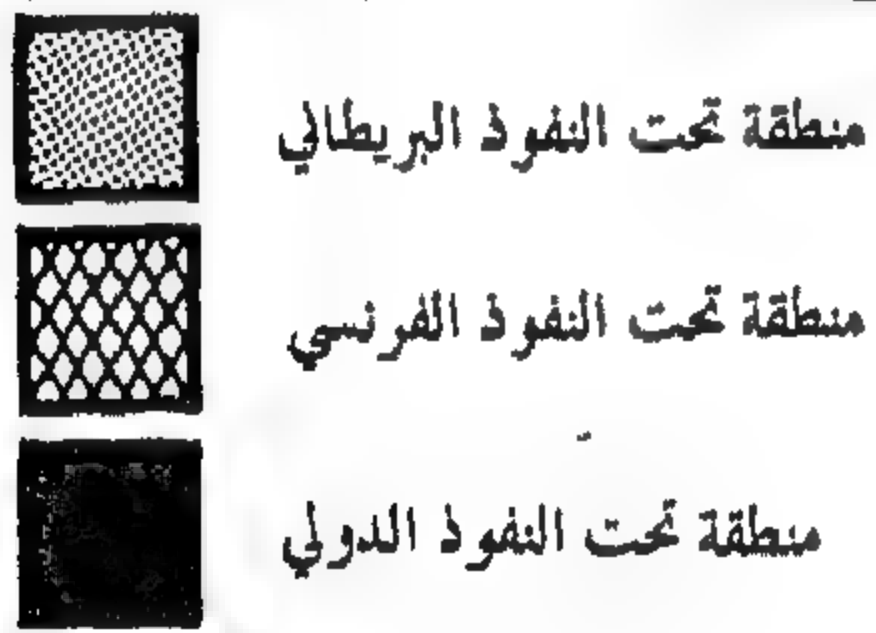 منطقة تحت النفوذ البريطاني
منطقة تحت النفوذ الفرنسي
منطقة تحت النفوذ الدولي